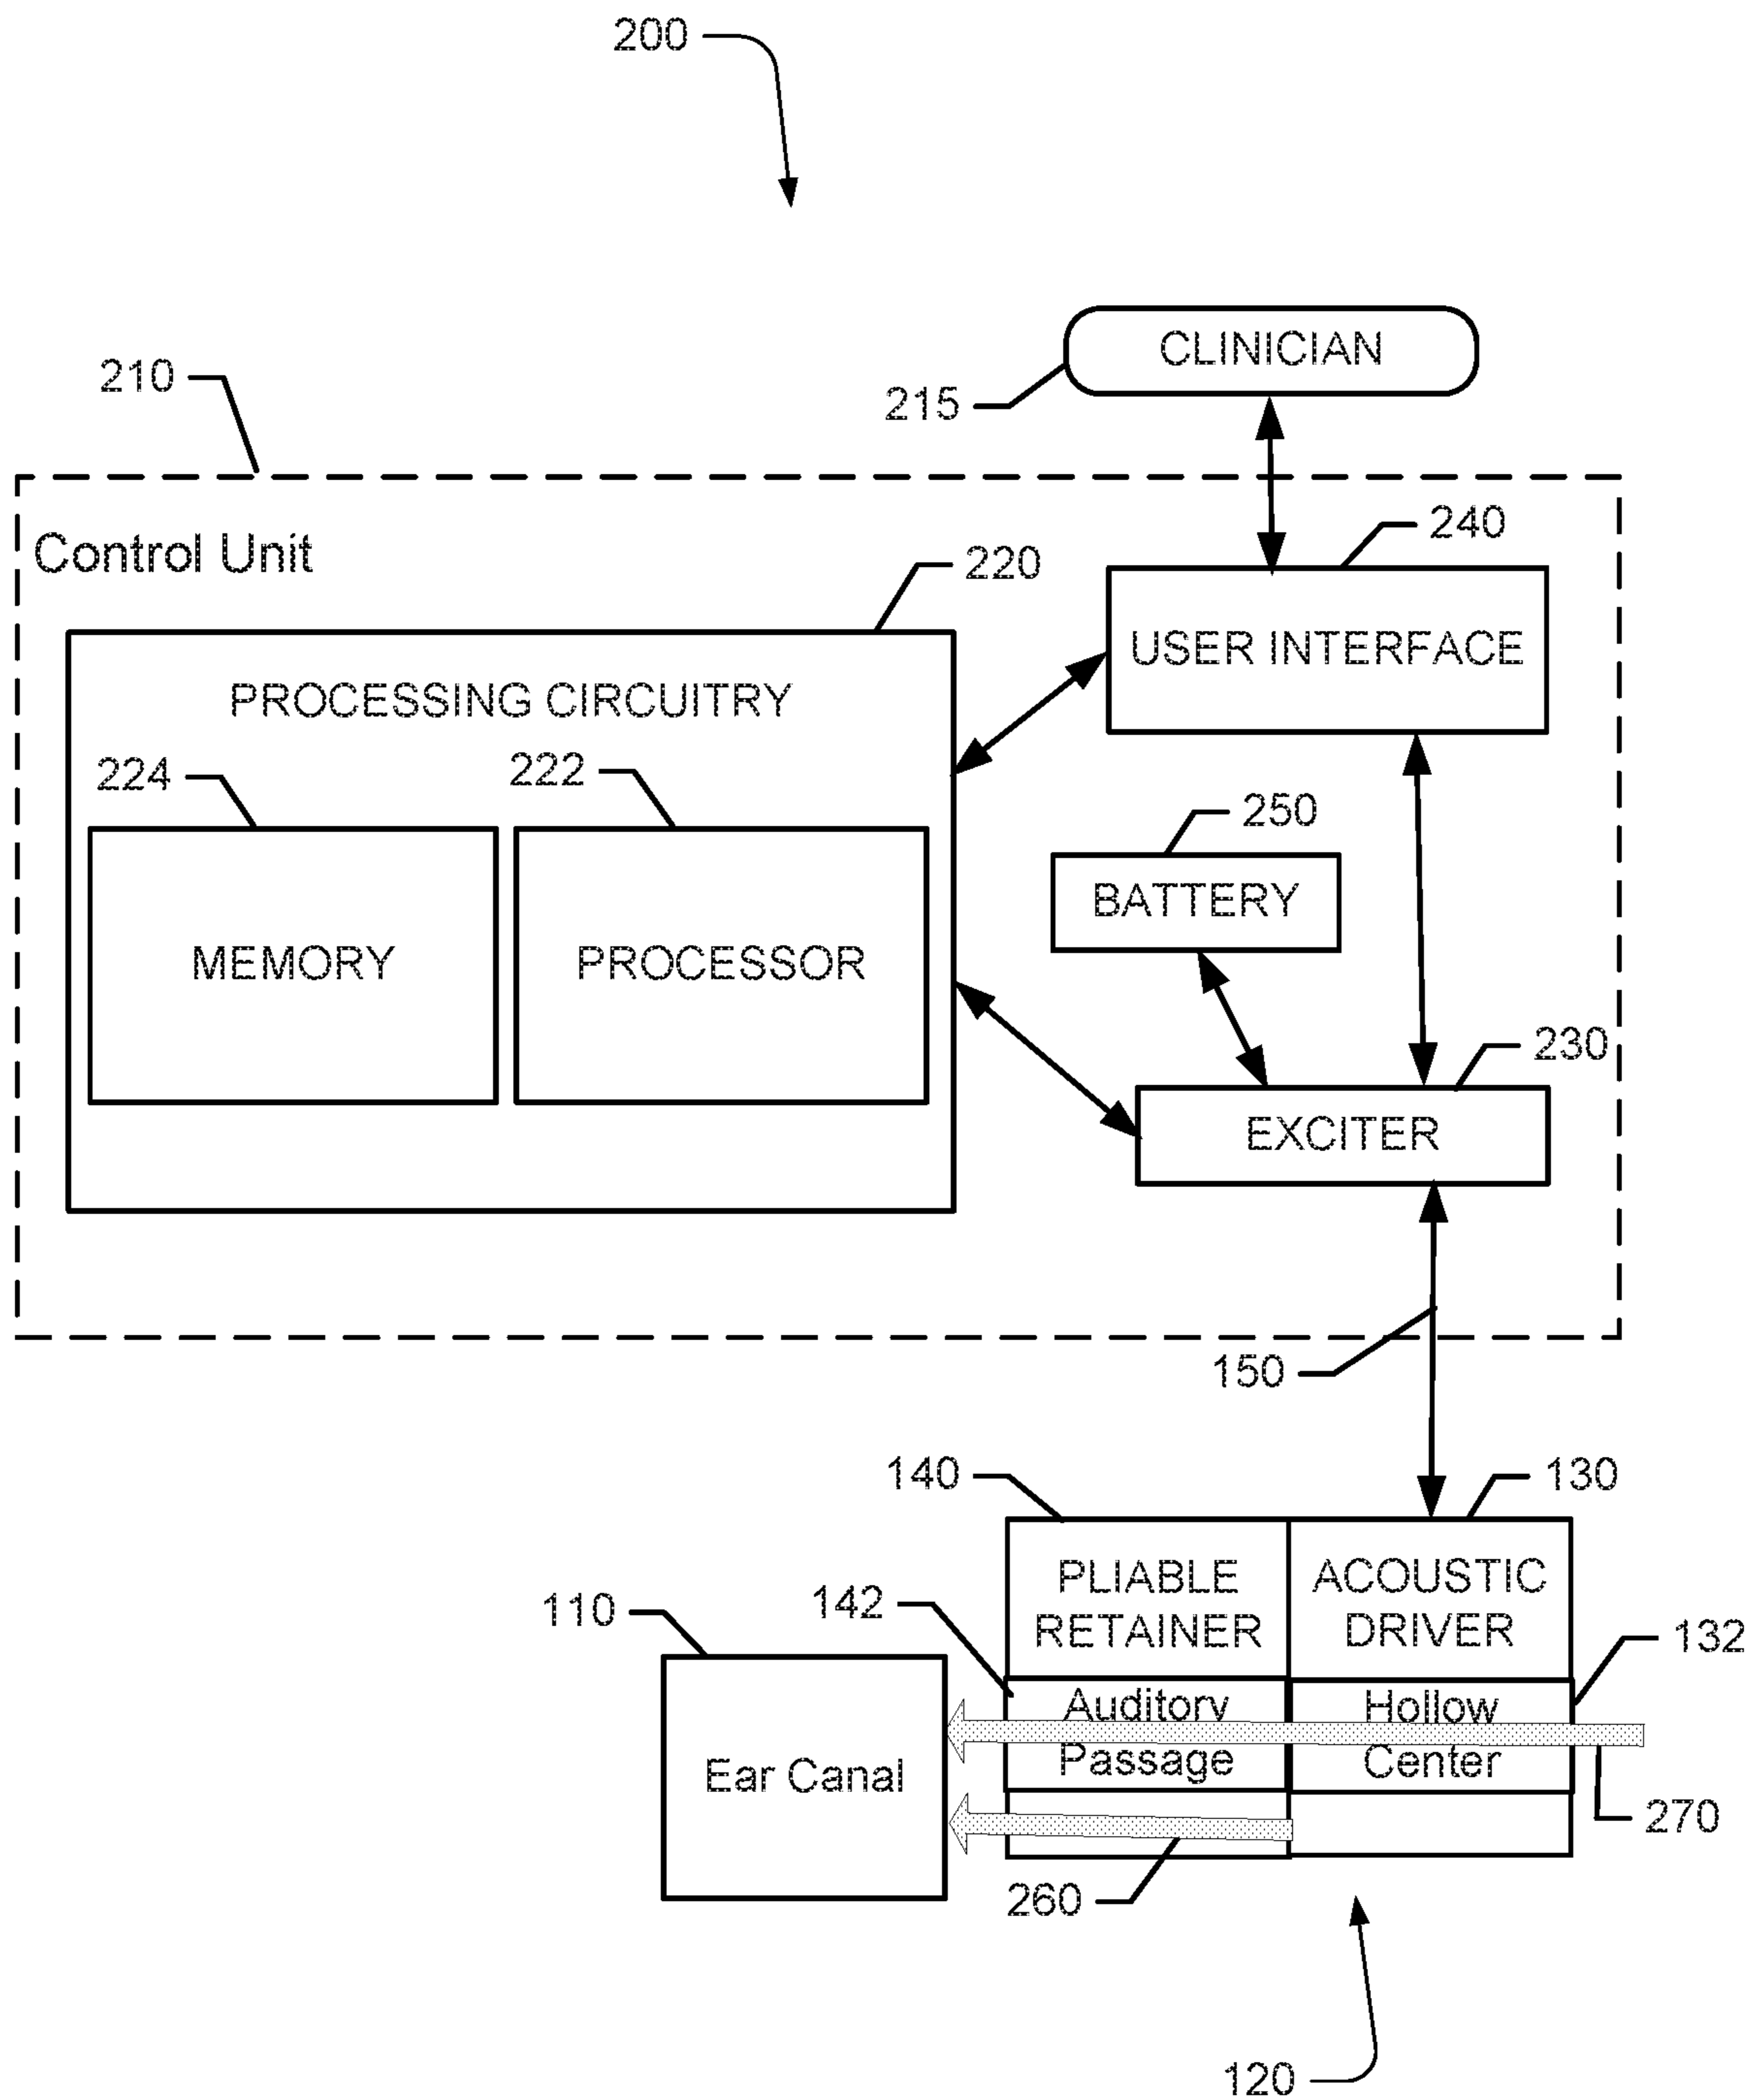 200
CLINICIAN
210
215
240
Control Unit
220
USER INTERFACE
PROCESSING CIRCUITRY
224
222
250
BATTERY
MEMORY
PROCESSOR
230
EXCITER
150
140
130
PLIABLE
RETAINER
ACOUSTIC
DRIVER
142
110
132
Auditory
Passage
Hollow
Center
Ear Canal
270
260
120